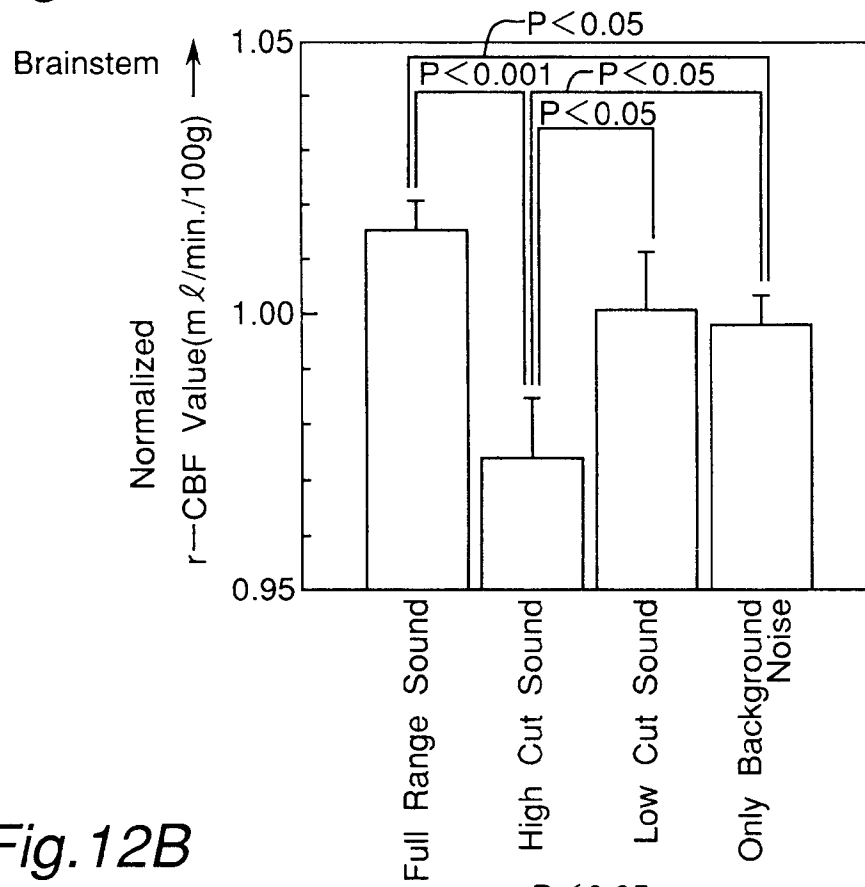 P<0.05
Brainstem
1.05
P<0.001
P<0.05
P<0.05
Normalized
r—CBF Value(mℓ/min./100g)
1.00
0.95
Full Range Sound
High Cut Sound
Low Cut Sound
Only Background
Noise
Fig.12B